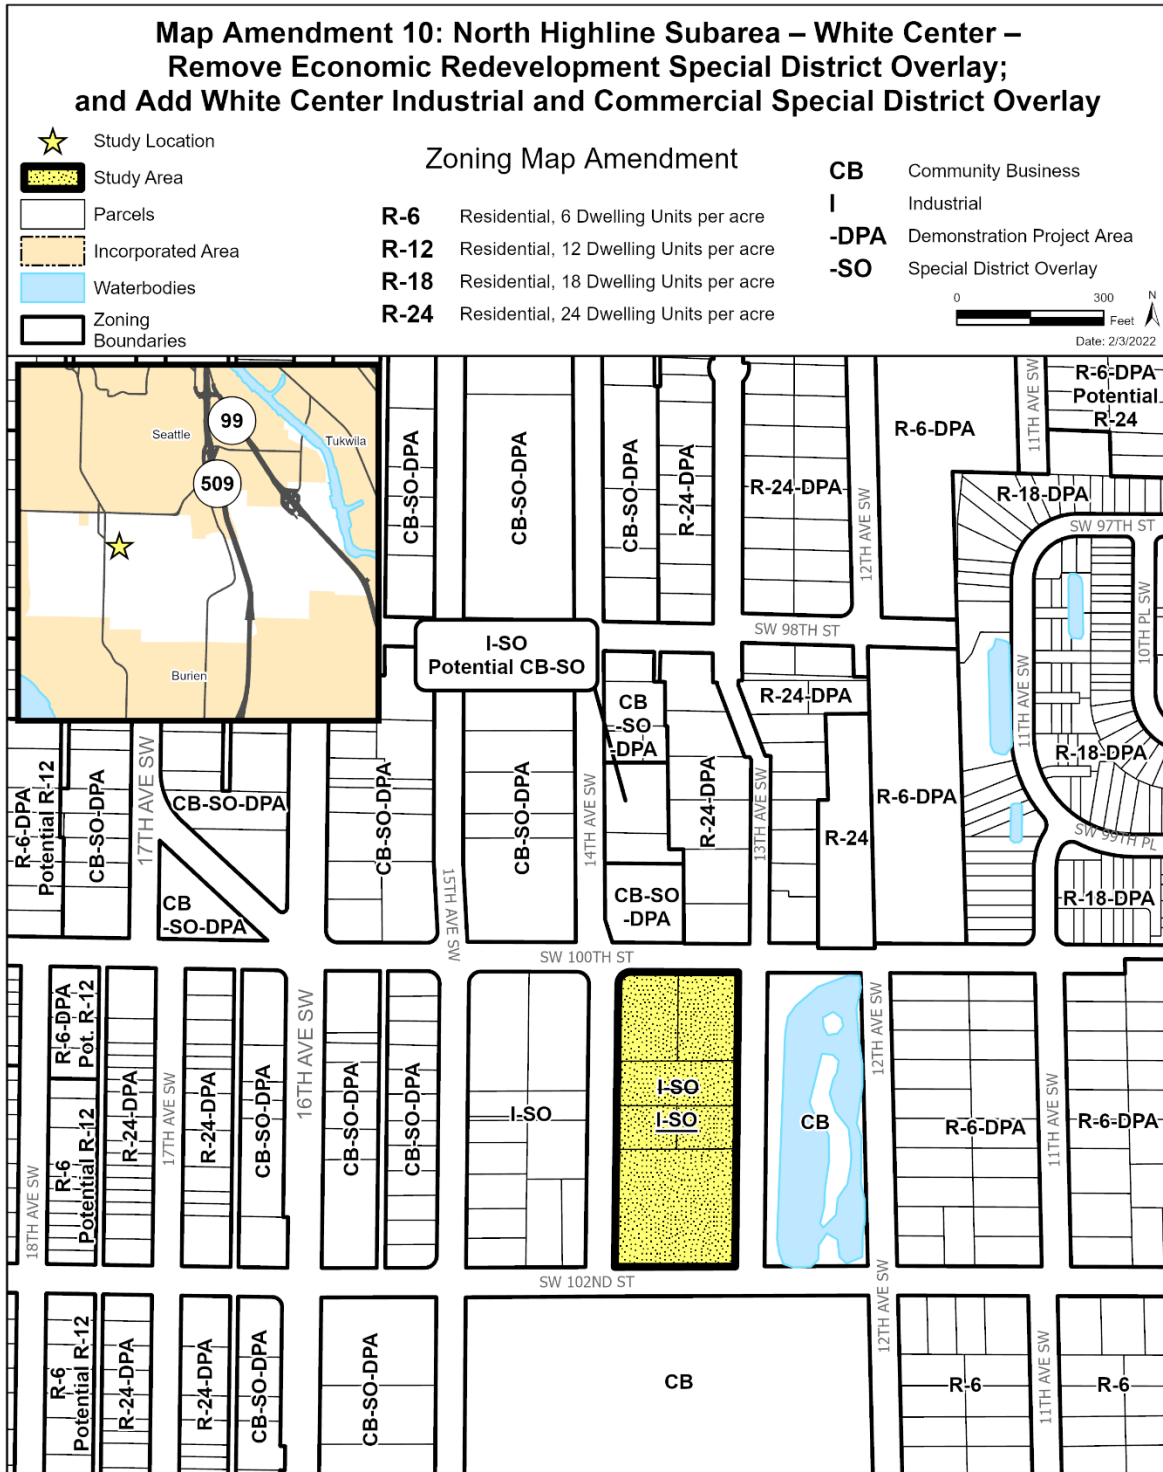 Map Amendment 10: North Highline Subarea – White Center –
Remove Economic Redevelopment Special District Overlay;
and Add White Center Industrial and Commercial Special District Overlay
Study Location
Study Area
Parcels
Incorporated Area
Waterbodies
Zoning
Boundaries
Zoning Map Amendment
R-6 Residential, 6 Dwelling Units per acre
R-12 Residential, 12 Dwelling Units per acre
R-18 Residential, 18 Dwelling Units per acre
R-24 Residential, 24 Dwelling Units per acre
CB Community Business
I Industrial
-DPA Demonstration Project Area
-SO Special District Overlay
0 300
Feet
N
Date: 2/3/2022
99
Seattle
Tukwila
509
Burien
CB-SO-DPA
CB-SO-DPA
CB-SO-DPA
R-24-DPA
R-24-DPA
12TH AVE SW
R-6-DPA
11TH AVE SW
R-6-DPA
Potential
R-24
R-18-DPA
SW 97TH ST
10TH PL SW
SW 98TH ST
I-SO
Potential CB-SO
CB
-SO
-DPA
R-24-DPA
11TH AVE SW
R-18-DPA
R-6-DPA
Potential R-12
CB-SO-DPA
17TH AVE SW
CB-SO-DPA
CB-SO-DPA
CB-SO-DPA
14TH AVE SW
R-24-DPA
13TH AVE SW
R-24
R-6-DPA
SW 99TH PL
CB
-SO-DPA
15TH AVE SW
CB-SO
-DPA
R-18-DPA
SW 100TH ST
R-6-DPA
Pot. R-12
R-6
Potential R-12
18TH AVE SW
R-24-DPA
17TH AVE SW
R-24-DPA
CB-SO-DPA
16TH AVE SW
CB-SO-DPA
CB-SO-DPA
I-SO
I-SO
I-SO
CB
12TH AVE SW
R-6-DPA
11TH AVE SW
R-6-DPA
SW 102ND ST
12TH AVE SW
R-6
Potential R-12
R-24-DPA
R-24-DPA
CB-SO-DPA
CB-SO-DPA
CB
R-6
11TH AVE SW
R-6